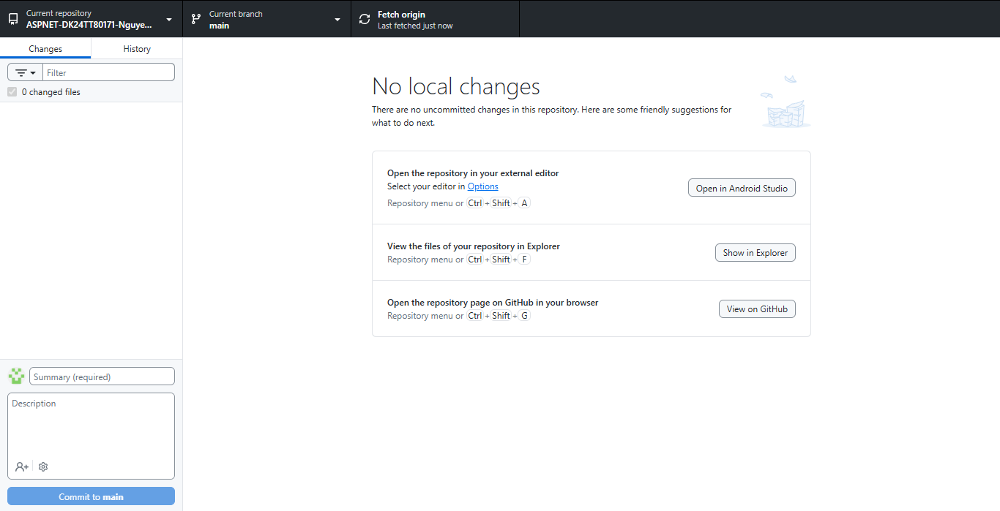 Current repository
ASPNET-DK24TT80171-Nguye...
Current branch
main
Fetch origin
Last fetched just now
Changes
History
Filter
0 changed files
No local changes
There are no uncommitted changes in this repository. Here are some friendly suggestions for
what to do next.
Open the repository in your external editor
Select your editor in Options
Repository menu or Ctrl + Shift + A
Open in Android Studio
View the files of your repository in Explorer
Repository menu or Ctrl + Shift + F
Show in Explorer
Open the repository page on GitHub in your browser
Repository menu or Ctrl + Shift + G
View on GitHub
Summary (required)
Description
Commit to main